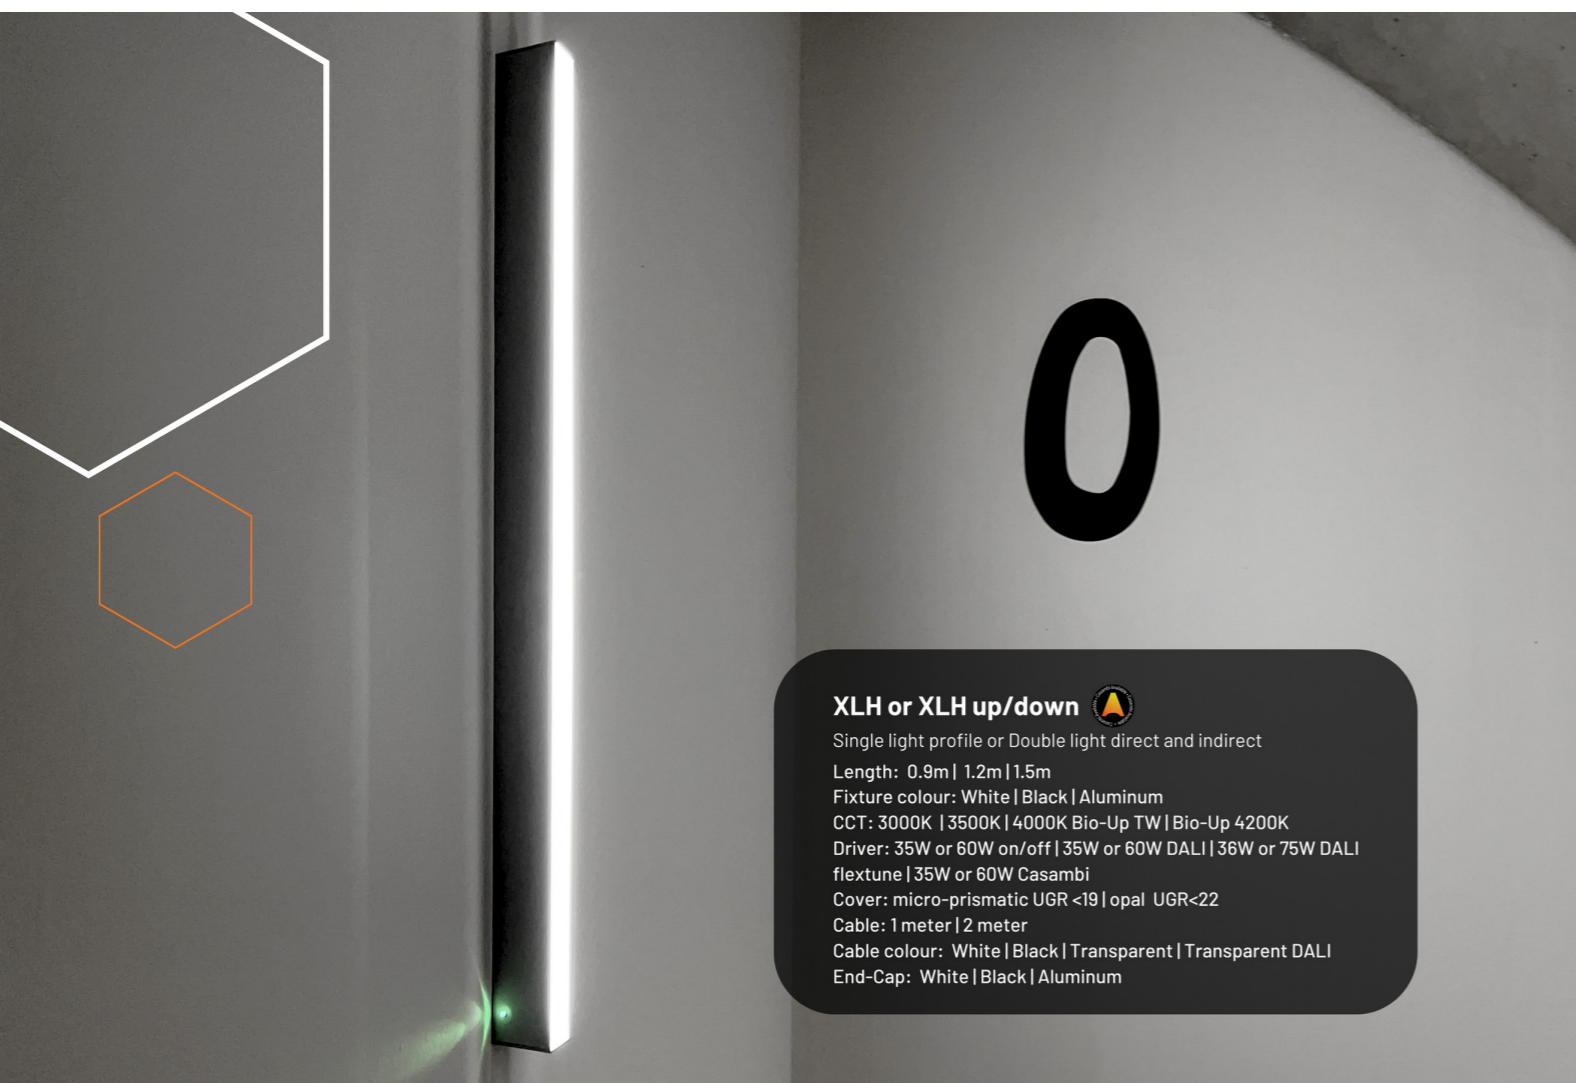 0
XLH or XLH up/down
Single light profile or Double light direct and indirect
Length: 0.9m | 1.2m | 1.5m
Fixture colour: White | Black | Aluminum
CCT: 3000K | 3500K | 4000K Bio-Up TW | Bio-Up 4200K
Driver: 35W or 60W on/off | 35W or 60W DALI | 36W or 75W DALI
flextune | 35W or 60W Casambi
Cover: micro-prismatic UGR <19 | opal UGR<22
Cable: 1 meter | 2 meter
Cable colour: White | Black | Transparent | Transparent DALI
End-Cap: White | Black | Aluminum